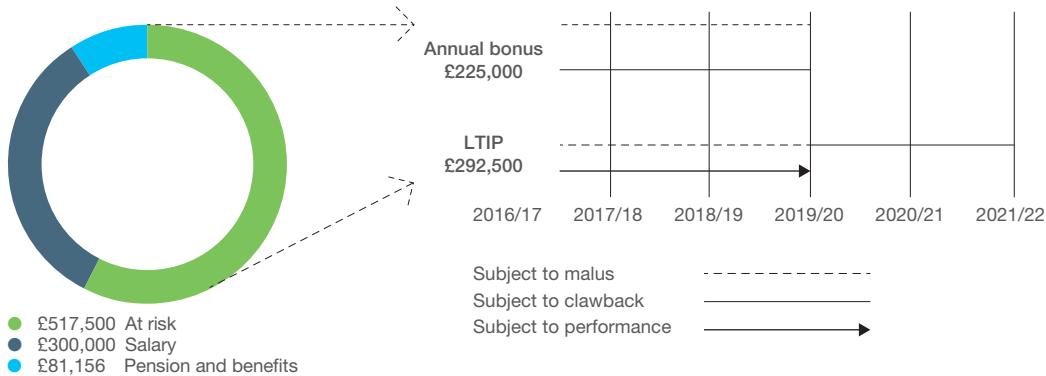 Annual bonus
£225,000
LTIP
£292,500
2016/17 2017/18 2018/19 2019/20 2020/21 2021/22
Subject to malus
Subject to clawback
Subject to performance
£517,500 At risk
£300,000 Salary
£81,156 Pension and benefits